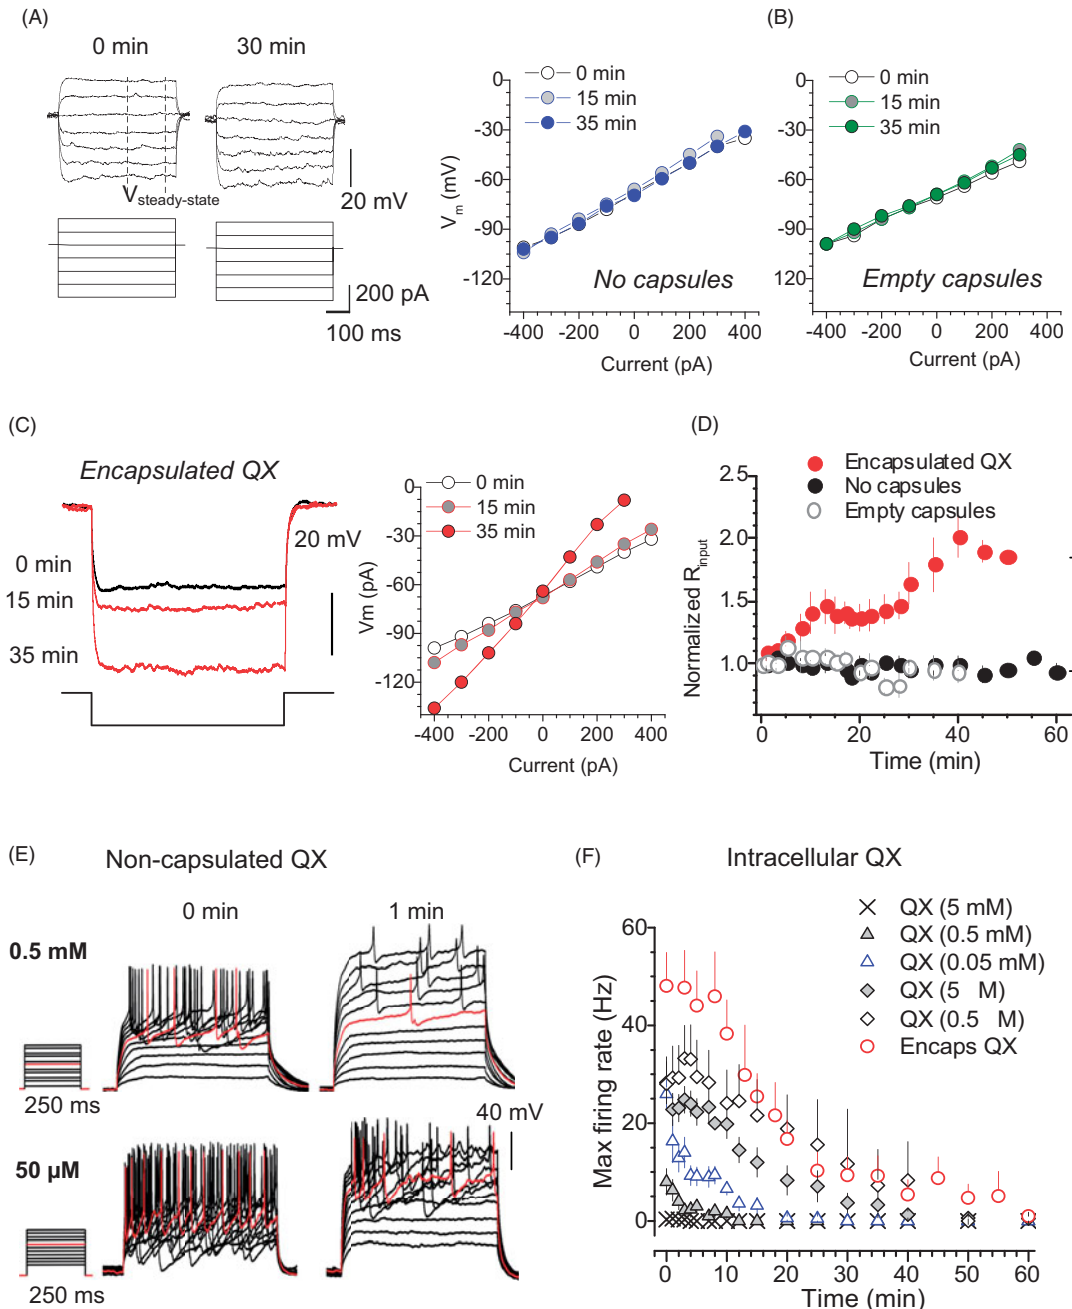 (A)
0 min 30 min
Vsteady-state
20 mV
200 pA
100 ms
0
-30
-60
-90
-120
Vm (mV)
0 min
15 min
35 min
No capsules
-400 -200 0 200 400
Current (pA)
(B)
0
-30
-60
-90
-120
0 min
15 min
35 min
Empty capsules
-400 -200 0 200 400
Current (pA)
(C)
Encapsulated QX
0 min
15 min
35 min
20 mV
0
-30
-60
-90
-120
Vm (pA)
0 min
15 min
35 min
-400 -200 0 200 400
Current (pA)
(D)
2.5
2.0
1.5
1.0
Normalized Rinput
Encapsulated QX
No capsules
Empty capsules
0 20 40 60
Time (min)
(E)
Non-capsulated QX
0 min 1 min
0.5 mM
250 ms
40 mV
50 µM
250 ms
(F)
Intracellular QX
60
40
20
0
Max firing rate (Hz)
QX (5 mM)
QX (0.5 mM)
QX (0.05 mM)
QX (5 M)
QX (0.5 M)
Encaps QX
0 10 20 30 40 50 60
Time (min)